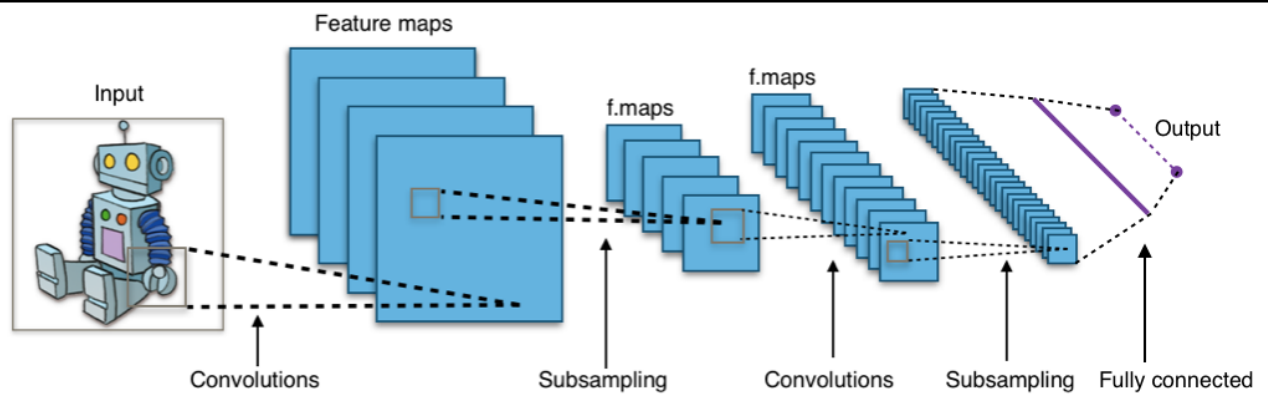 Feature maps
f.maps
Input
f.maps
Output
Convolutions
Subsampling
Convolutions
Subsampling
Fully connected